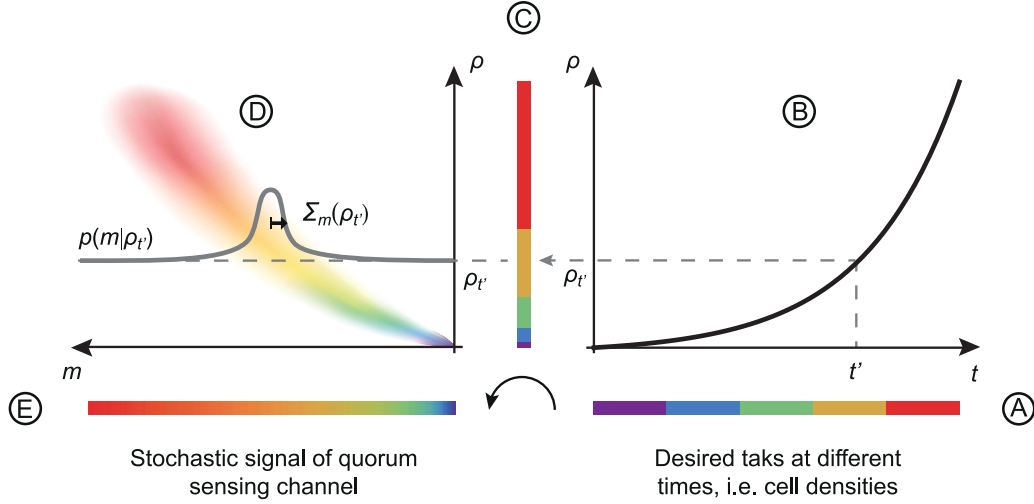 C
ρ
ρ
D
B
Σm(ρt')
p(m|ρt')
ρt'
ρt'
m
t'
t
E
A
Stochastic signal of quorum
sensing channel
Desired taks at different
times, i.e. cell densities